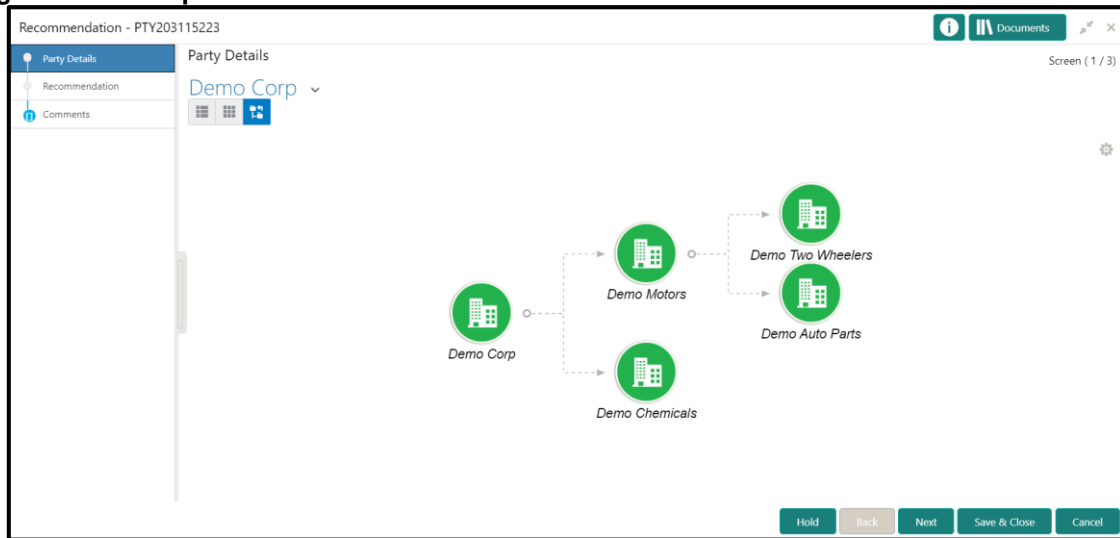 Recommendation - PTY203115223
Documents
Party Details
Recommendation
Comments
Party Details
Screen ( 1 / 3)
Demo Corp
Demo Two Wheelers
Demo Motors
Demo Auto Parts
Demo Corp
Demo Chemicals
Hold
Back
Next
Save & Close
Cancel